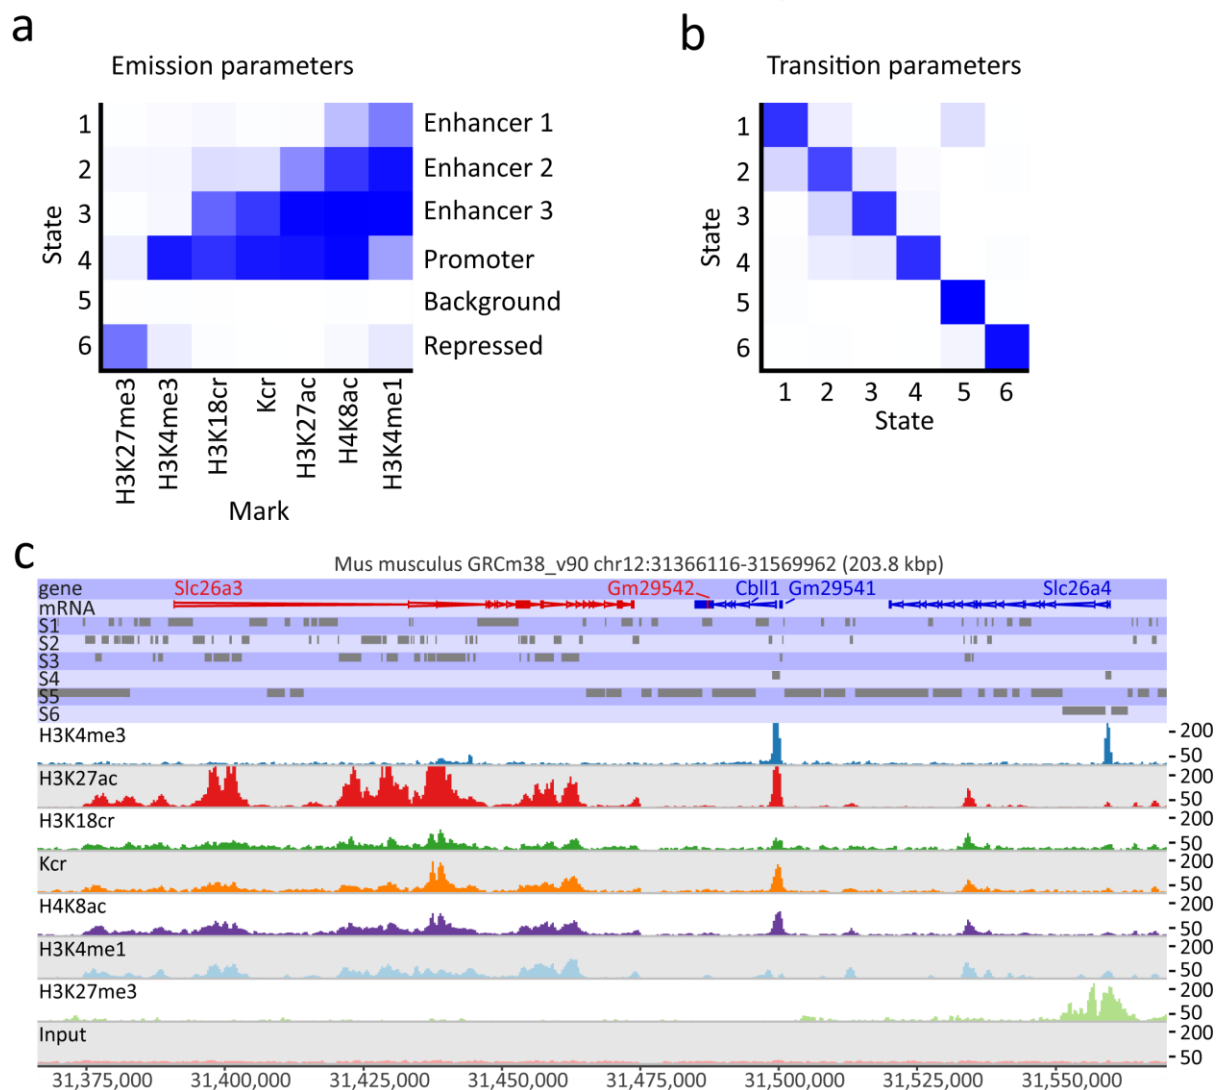 a
Emission parameters
1 Enhancer 1
2 Enhancer 2
3 Enhancer 3
4 Promoter
5 Background
6 Repressed
State
H3K27me3
H3K4me3
H3K18cr
Kcr
H3K27ac
H4K8ac
H3K4me1
Mark
b
Transition parameters
1
2
3
4
5
6
State
1 2 3 4 5 6
State
c
Mus musculus GRCm38_v90 chr12:31366116-31569962 (203.8 kbp)
gene Slc26a3 Gm29542 Cbll1 Gm29541 Slc26a4
mRNA
S1
S2
S3
S4
S5
S6
H3K4me3 200
50
H3K27ac 200
50
H3K18cr 200
50
Kcr 200
50
H4K8ac 200
50
H3K4me1 200
50
H3K27me3 200
50
Input 200
50
31,375,000 31,400,000 31,425,000 31,450,000 31,475,000 31,500,000 31,525,000 31,550,000